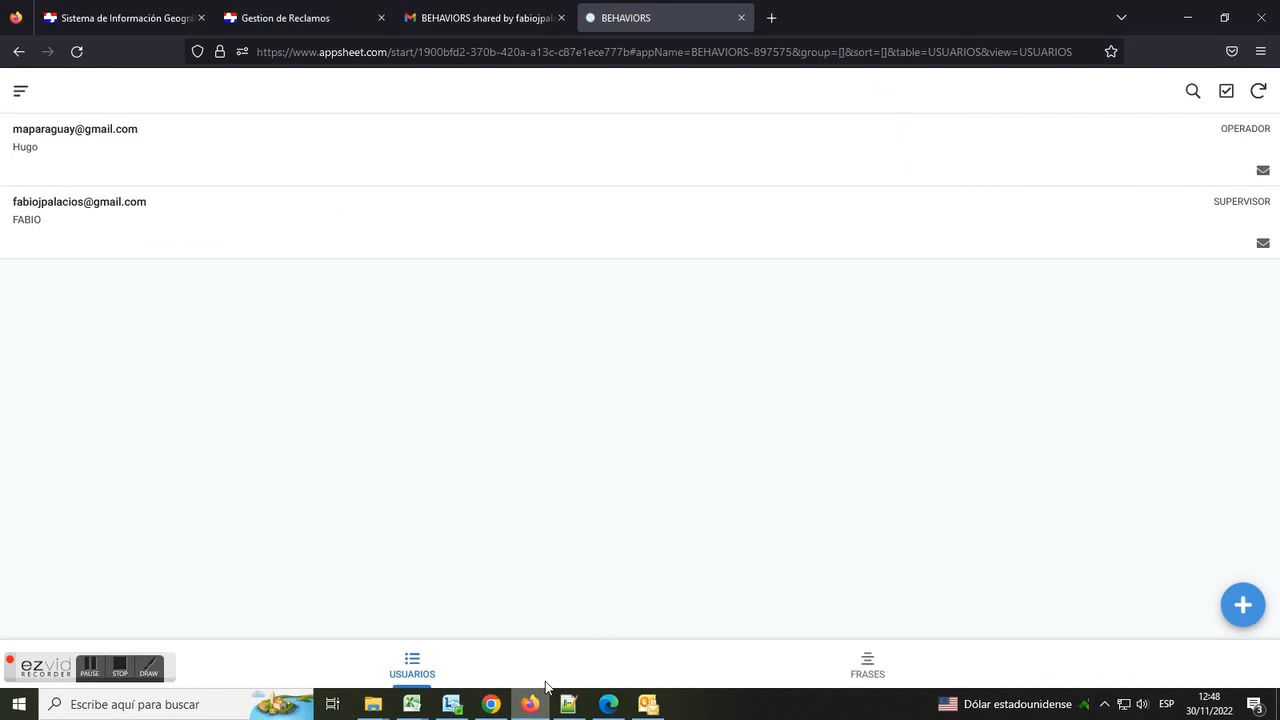 Sistema de Información Geográ
Gestion de Reclamos
BEHAVIORS shared by fabiojpal
BEHAVIORS
https://www.appsheet.com/start/1900bfd2-370b-420a-a13c-c87e1ece777b#appName=BEHAVIORS-897575&group=[]&sort=[]&table=USUARIOS&view=USUARIOS
maparaguay@gmail.com
OPERADOR
Hugo
fabiojpalacios@gmail.com
SUPERVISOR
FABIO
ezvid
RECORDER
PAUSE
STOP
DRAW
USUARIOS
FRASES
Escribe aquí para buscar
Dólar estadounidense
ESP
12:48
30/11/2022
3